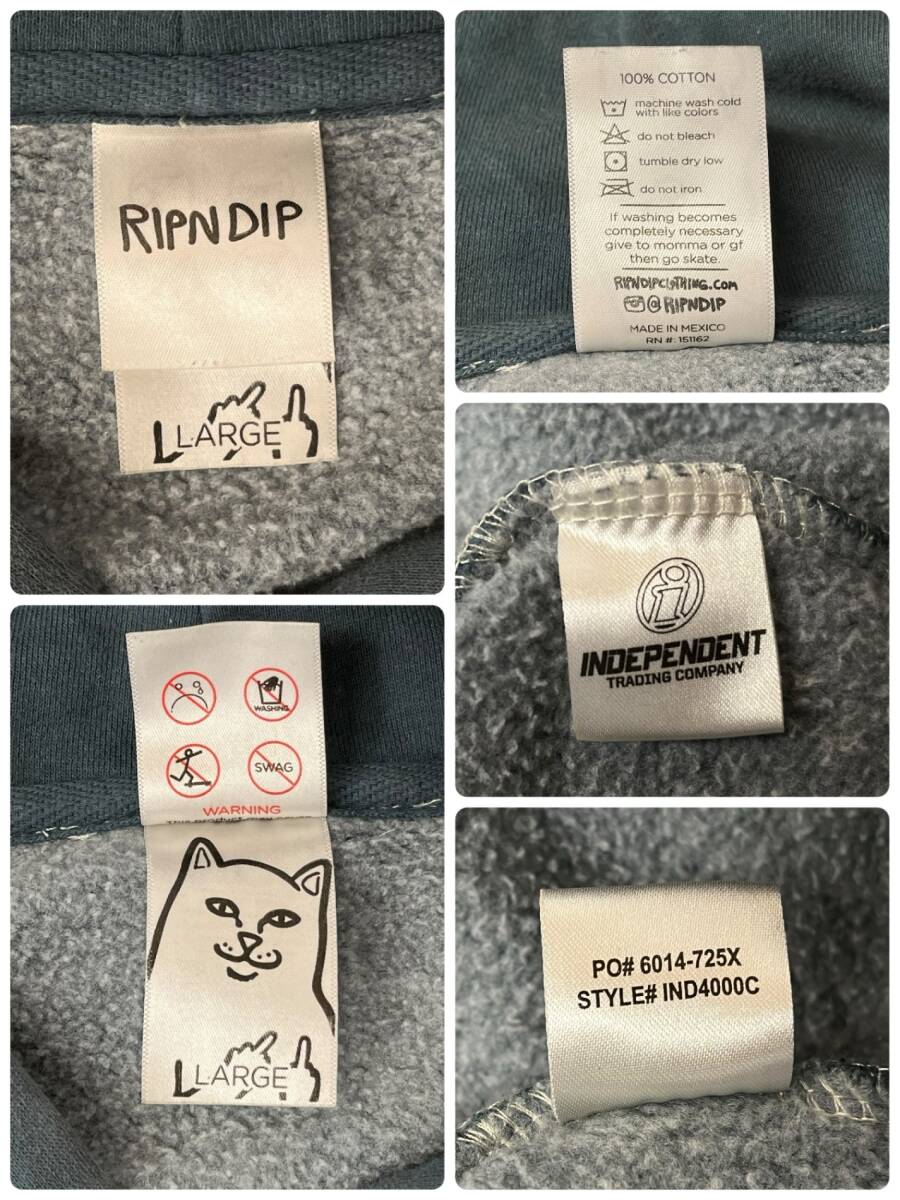 RIPNDIP
LARGE
100% COTTON
machine wash cold
with like colors
do not bleach
tumble dry low
do not iron
If washing becomes
completely necessary
give to momma or gf
then go skate.
RIPNDIPCLOTHING.COM
@RIPNDIP
MADE IN MEXICO
RN #: 151162
INDEPENDENT
TRADING COMPANY
WASHING
SWAG
WARNING
LARGE
PO# 6014-725X
STYLE# IND4000C